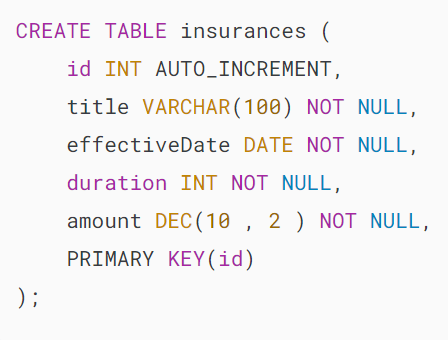 CREATE TABLE insurances (
    id INT AUTO_INCREMENT,
    title VARCHAR(100) NOT NULL,
    effectiveDate DATE NOT NULL,
    duration INT NOT NULL,
    amount DEC(10 , 2 ) NOT NULL,
    PRIMARY KEY(id)
);